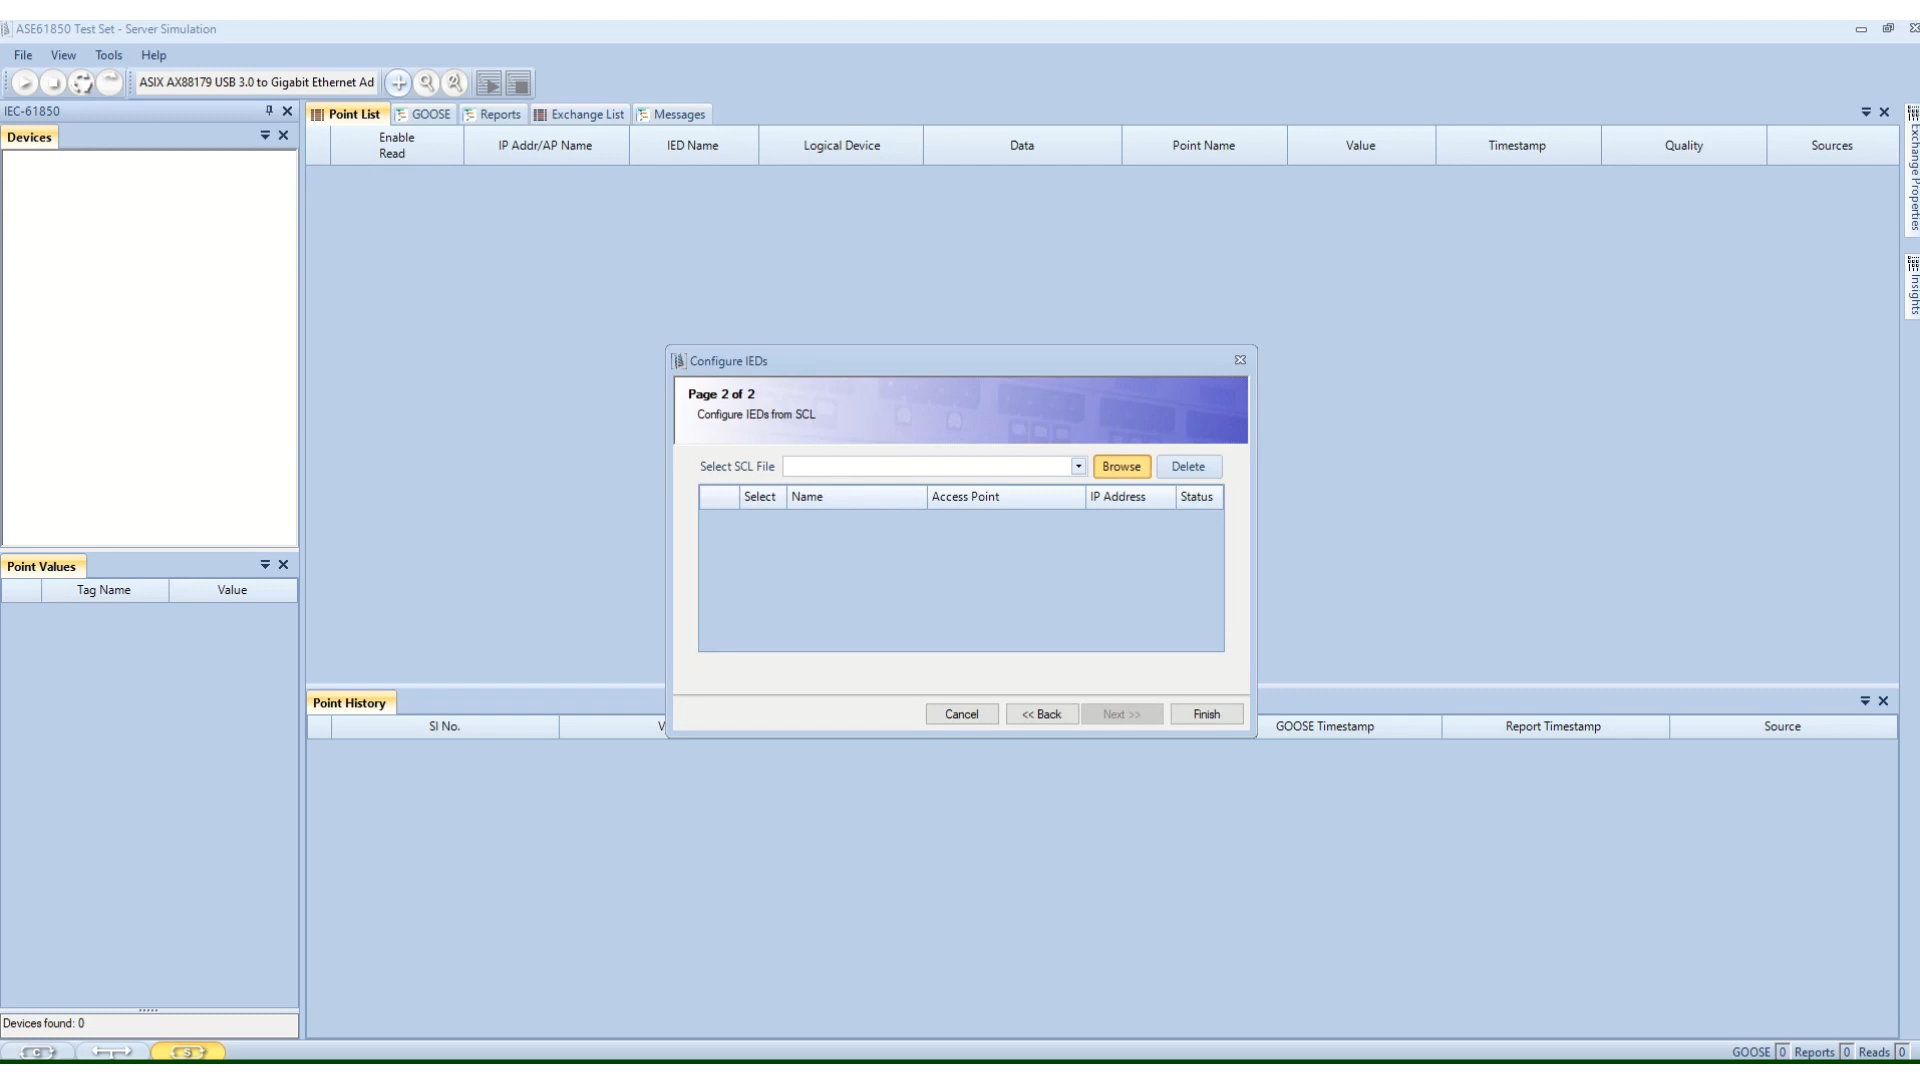 ASE61850 Test Set - Server Simulation
File View Tools Help
ASIX AX88179 USB 3.0 to Gigabit Ethernet Ad
IEC-61850
Point List GOOSE Reports Exchange List Messages
Devices
Enable Read IP Addr/AP Name IED Name Logical Device Data Point Name Value Timestamp Quality Sources
Exchange Properties
Insights
Configure IEDs
Page 2 of 2
Configure IEDs from SCL
Select SCL File Browse Delete
Select Name Access Point IP Address Status
Cancel << Back Next >> Finish
Point Values
Tag Name Value
Point History
SI No. V GOOSE Timestamp Report Timestamp Source
Devices found: 0
C S
GOOSE 0 Reports 0 Reads 0